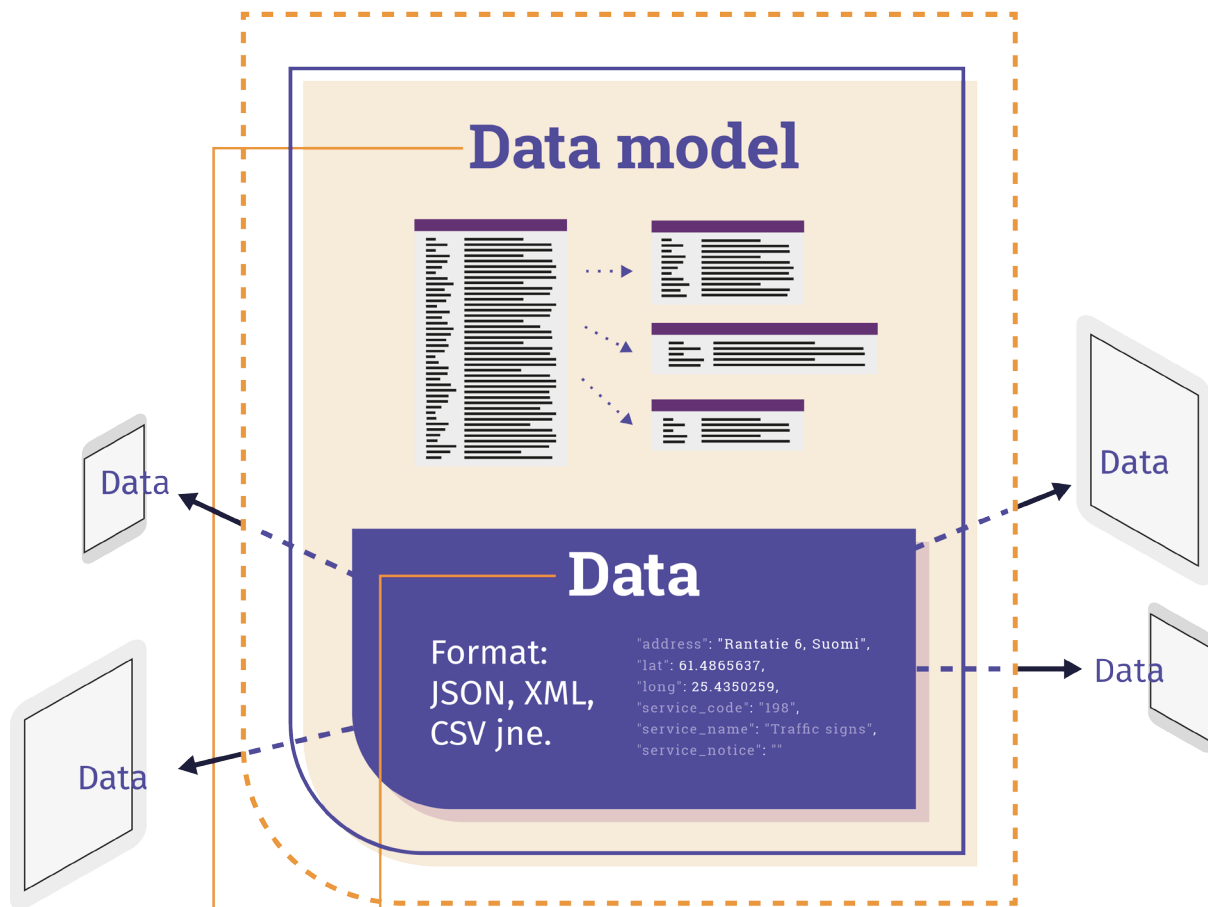 Data model
Data
Data
Data
Format:
JSON, XML,
CSV jne.
"address": "Rantatie 6, Suomi",
"lat": 61.4865637,
"long": 25.4350259,
"service_code": "198",
"service_name": "Traffic signs",
"service_notice": ""
Data
Data
Data